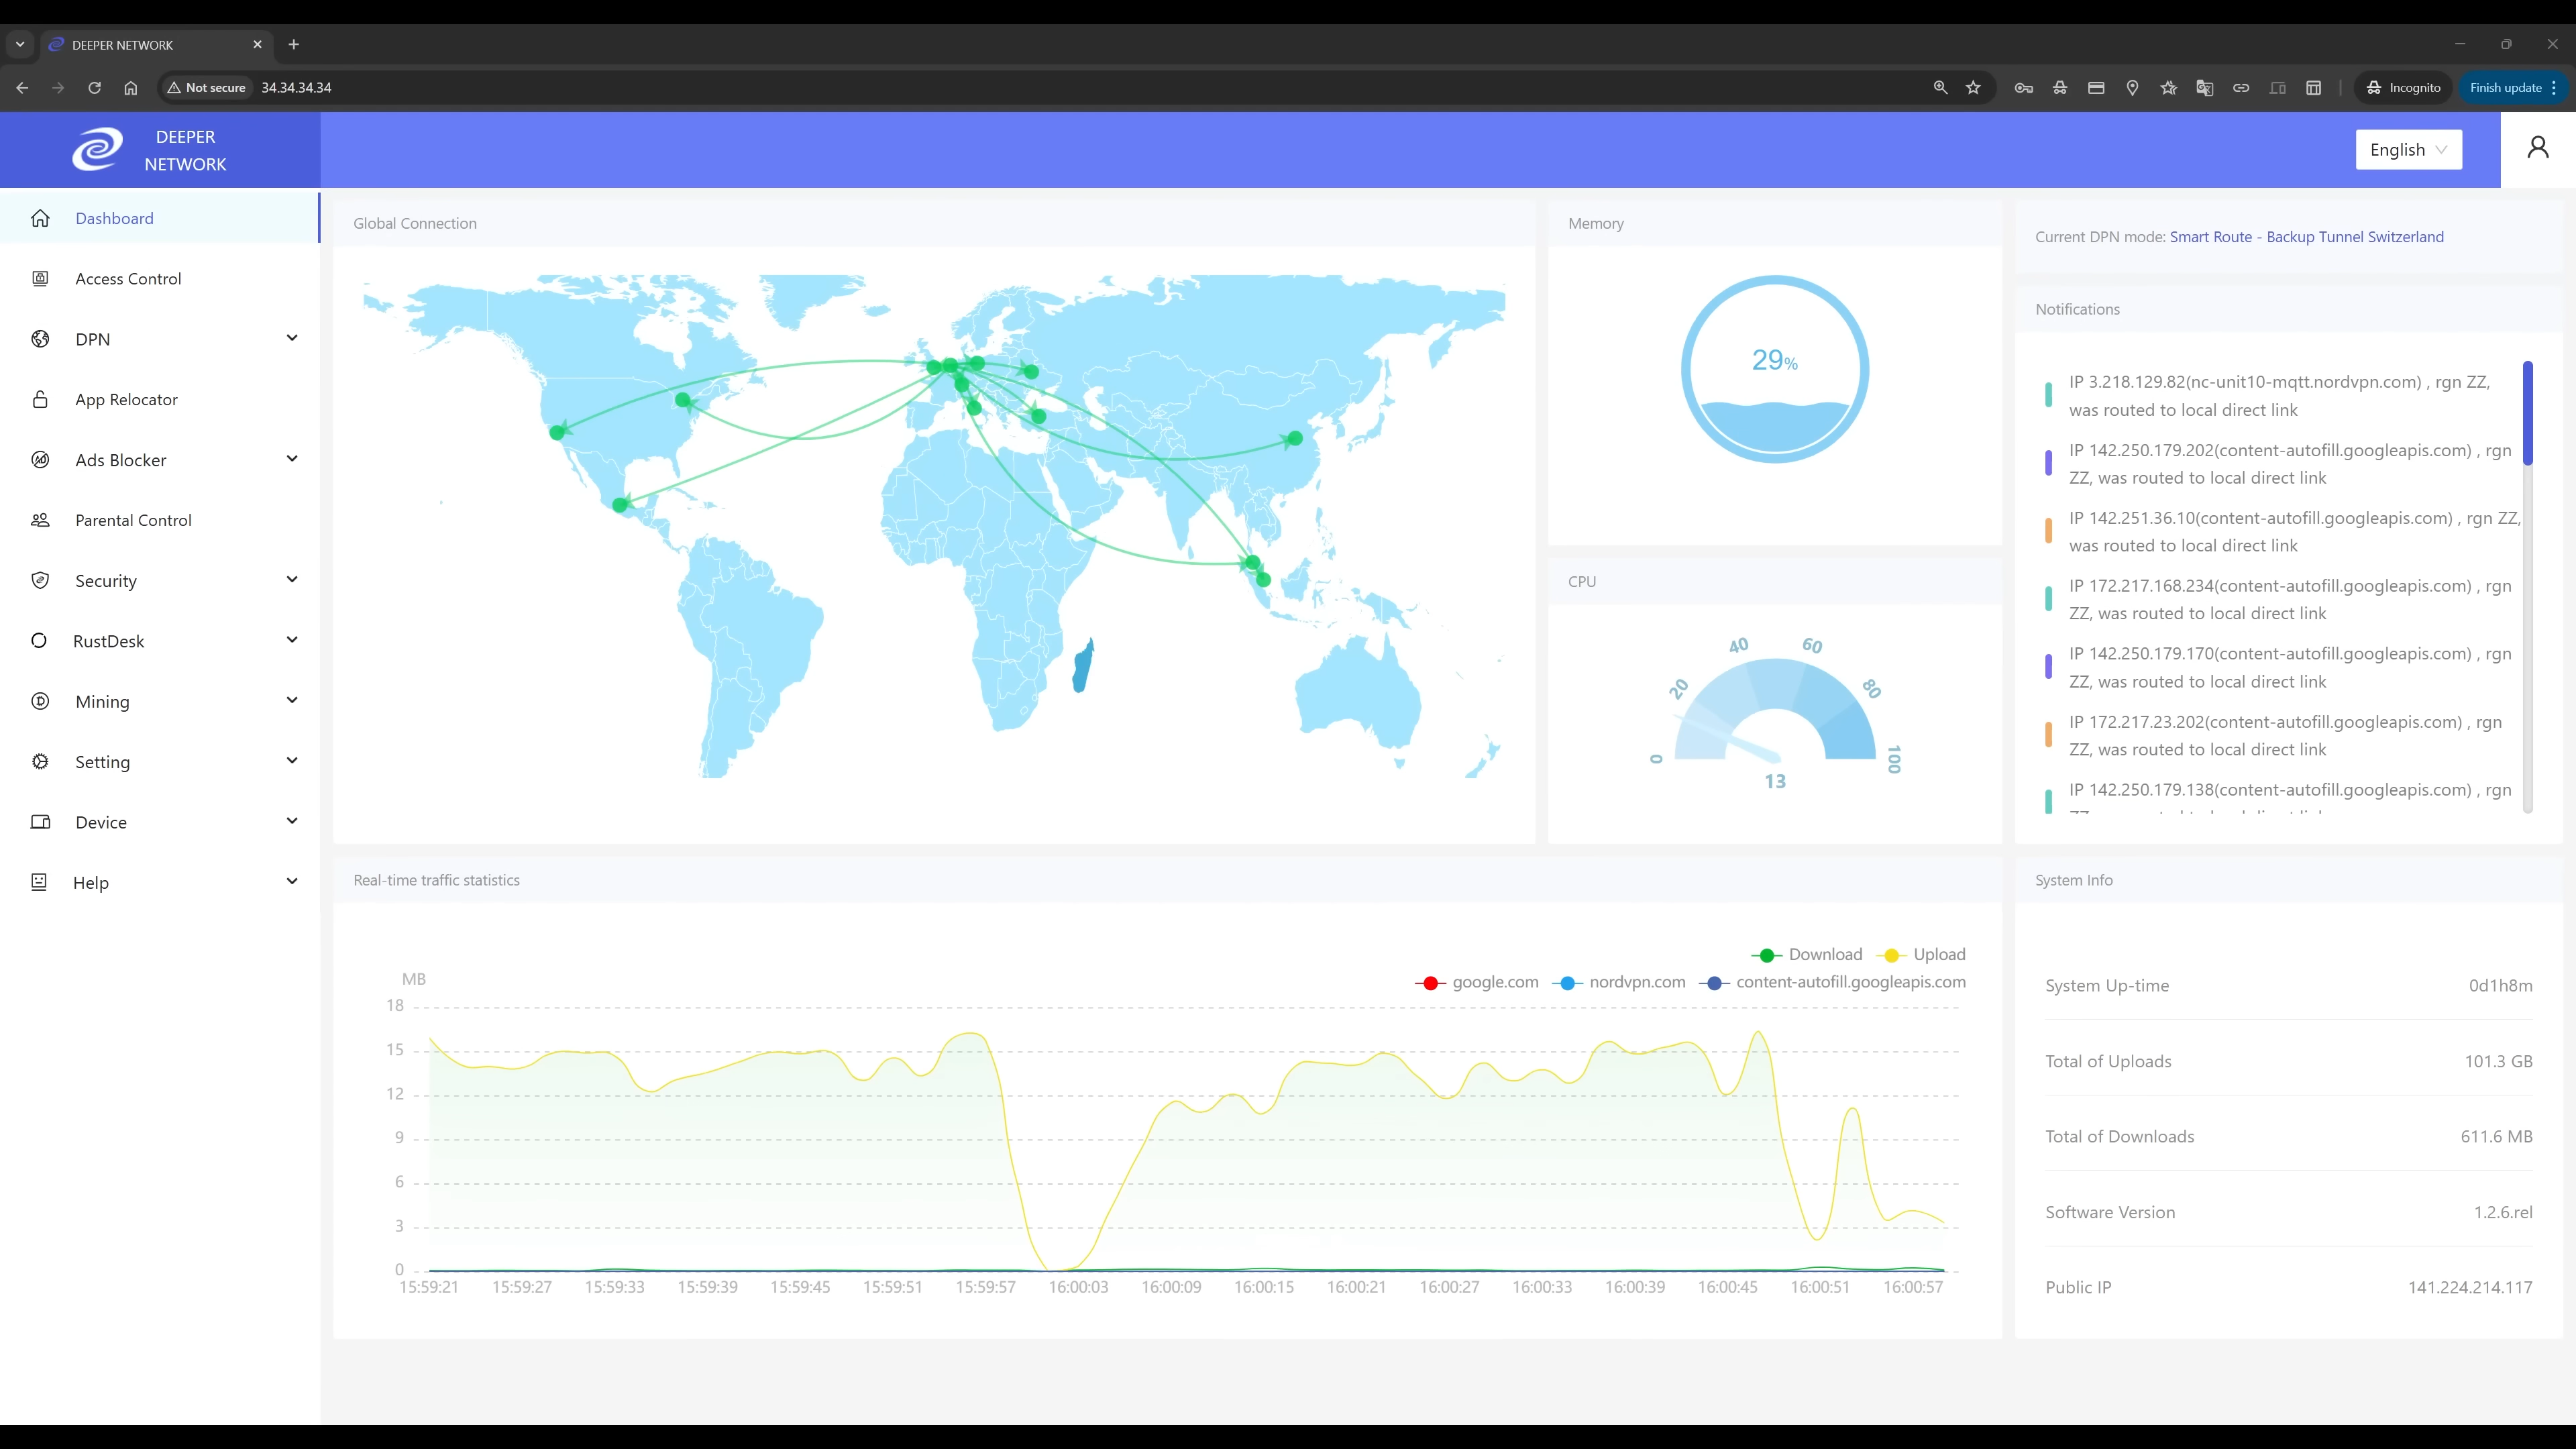 DEEPER NETWORK
Not secure
34.34.34.34
Incognito
Finish update
DEEPER
NETWORK
English
Dashboard
Access Control
DPN
App Relocator
Ads Blocker
Parental Control
Security
RustDesk
Mining
Setting
Device
Help
Global Connection
Memory
29%
CPU
0
20
40
60
80
100
13
Current DPN mode: Smart Route - Backup Tunnel Switzerland
Notifications
IP 3.218.129.82(nc-unit10-mqtt.nordvpn.com) , rgn ZZ,
was routed to local direct link
IP 142.250.179.202(content-autofill.googleapis.com) , rgn
ZZ, was routed to local direct link
IP 142.251.36.10(content-autofill.googleapis.com) , rgn ZZ,
was routed to local direct link
IP 172.217.168.234(content-autofill.googleapis.com) , rgn
ZZ, was routed to local direct link
IP 142.250.179.170(content-autofill.googleapis.com) , rgn
ZZ, was routed to local direct link
IP 172.217.23.202(content-autofill.googleapis.com) , rgn
ZZ, was routed to local direct link
IP 142.250.179.138(content-autofill.googleapis.com) , rgn
Real-time traffic statistics
Download Upload
google.com nordvpn.com content-autofill.googleapis.com
MB
18
15
12
9
6
3
0
15:59:21 15:59:27 15:59:33 15:59:39 15:59:45 15:59:51 15:59:57 16:00:03 16:00:09 16:00:15 16:00:21 16:00:27 16:00:33 16:00:39 16:00:45 16:00:51 16:00:57
System Info
System Up-time 0d1h8m
Total of Uploads 101.3 GB
Total of Downloads 611.6 MB
Software Version 1.2.6.rel
Public IP 141.224.214.117